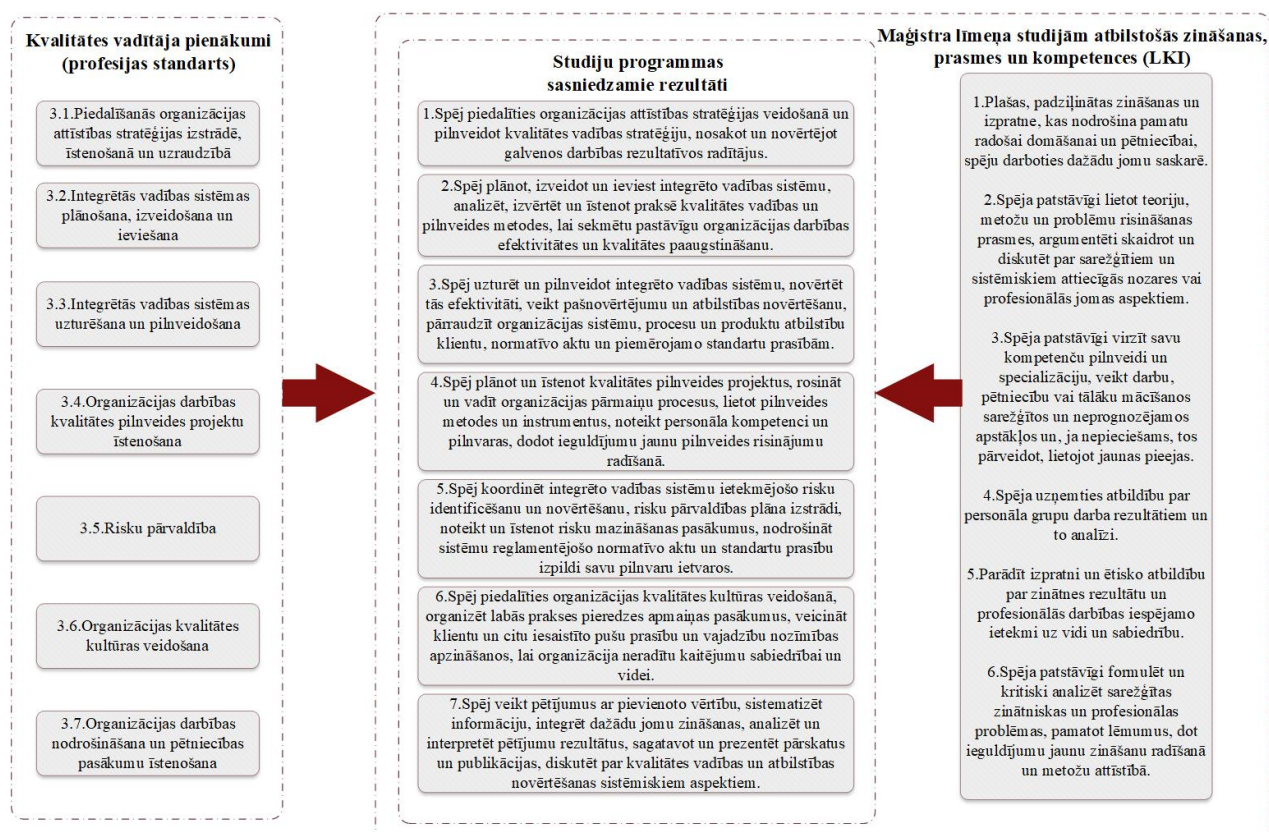 Kvalitātes vadītāja pienākumi
(profesijas standarts)
3.1.Piedalīšanās organizācijas
attīstības stratēģijas izstrādē,
īstenošanā un uzraudzībā
3.2.Integrētās vadības sistēmas
plānošana, izveidošana un
ieviešana
3.3.Integrētās vadības sistēmas
uzturēšana un pilnveidošana
3.4.Organizācijas darbības
kvalitātes pilnveides projektu
īstenošana
3.5.Risku pārvaldība
3.6.Organizācijas kvalitātes
kultūras veidošana
3.7.Organizācijas darbības
nodrošināšana un pētniecības
pasākumu īstenošana
Studiju programmas
sasniedzamie rezultāti
1.Spēj piedalīties organizācijas attīstības stratēģijas veidošanā un
pilnveidot kvalitātes vadības stratēģiju, nosakot un novērtējot
galvenos darbības rezultatīvos radītājus.
2.Spēj plānot, izveidot un ieviest integrēto vadības sistēmu,
analizēt, izvērtēt un īstenot praksē kvalitātes vadības un
pilnveides metodes, lai sekmētu pastāvīgu organizācijas darbības
efektivitātes un kvalitātes paaugstināšanu.
3.Spēj uzturēt un pilnveidot integrēto vadības sistēmu, novērtēt
tās efektivitāti, veikt pašnovērtējumu un atbilstības novērtēšanu,
pārraudzīt organizācijas sistēmu, procesu un produktu atbilstību
klientu, normatīvo aktu un piemērojamo standartu prasībām.
4.Spēj plānot un īstenot kvalitātes pilnveides projektus, rosināt
un vadīt organizācijas pārmaiņu procesus, lietot pilnveides
metodes un instrumentus, noteikt personāla kompetenci un
pilnvaras, dodot ieguldījumu jaunu pilnveides risinājumu
radīšanā.
5.Spēj koordinēt integrēto vadības sistēmu ietekmējošo risku
identificēšanu un novērtēšanu, risku pārvaldības plāna izstrādi,
noteikt un īstenot risku mazināšanas pasākumus, nodrošināt
sistēmu reglamentējošo normatīvo aktu un standartu prasību
izpildi savu pilnvaru ietvaros.
6.Spēj piedalīties organizācijas kvalitātes kultūras veidošanā,
organizēt labās prakses pieredzes apmaiņas pasākumus, veicināt
klientu un citu iesaistīto pušu prasību un vajadzību nozīmības
apzināšanos, lai organizācija neradītu kaitējumu sabiedrībai un
videi.
7.Spēj veikt pētījumus ar pievienoto vērtību, sistematizēt
informāciju, integrēt dažādu jomu zināšanas, analizēt un
interpretēt pētījumu rezultātus, sagatavot un prezentēt pārskatus
un publikācijas, diskutēt par kvalitātes vadības un atbilstības
novērtēšanas sistēmiskiem aspektiem.
Maģistra līmeņa studijām atbilstošās zināšanas,
prasmes un kompetences (LKI)
1.Plašas, padziļinātas zināšanas un
izpratne, kas nodrošina pamatu
radošai domāšanai un pētniecībai,
spēju darboties dažādu jomu saskarē.
2.Spēja patstāvīgi lietot teoriju,
metožu un problēmu risināšanas
prasmes, argumentēti skaidrot un
diskutēt par sarežģītiem un
sistēmiskiem attiecīgās nozares vai
profesionālās jomas aspektiem.
3.Spēja patstāvīgi virzīt savu
kompetenču pilnveidi un
specializāciju, veikt darbu,
pētniecību vai tālāku mācīšanos
sarežģītos un neprognozējamos
apstākļos un, ja nepieciešams, tos
pārveidot, lietojot jaunas pieejas.
4.Spēja uzņemties atbildību par
personāla grupu darba rezultātiem un
to analīzi.
5.Parādīt izpratni un ētisko atbildību
par zinātnes rezultātu un
profesionālās darbības iespējamo
ietekmi uz vidi un sabiedrību.
6.Spēja patstāvīgi formulēt un
kritiski analizēt sarežģītas
zinātniskas un profesionālas
problēmas, pamatot lēmumus, dot
ieguldījumu jaunu zināšanu radīšanā
un metožu attīstībā.